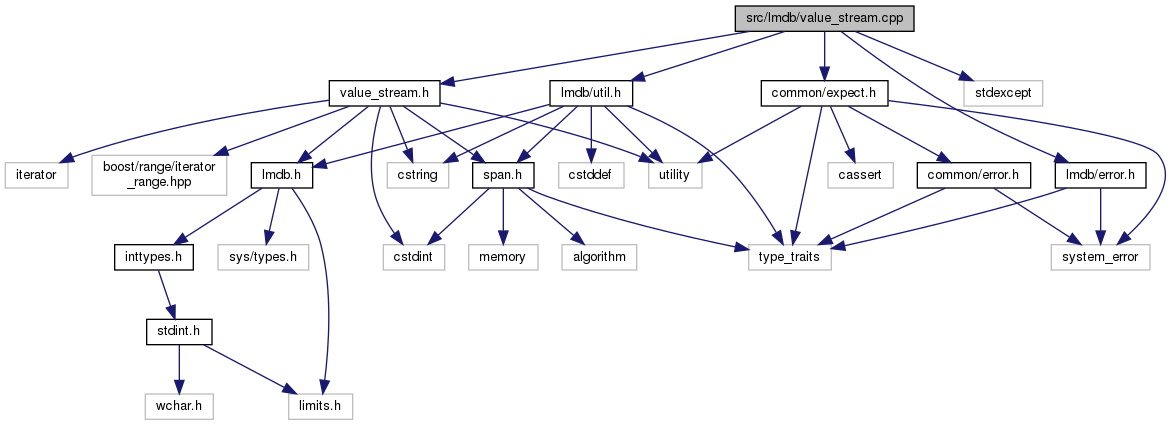 src/lmdb/value_stream.cpp
value_stream.h
lmdb/util.h
common/expect.h
stdexcept
iterator
boost/range/iterator
_range.hpp
lmdb.h
cstring
span.h
cstddef
utility
cassert
common/error.h
lmdb/error.h
inttypes.h
sys/types.h
cstdint
memory
algorithm
type_traits
system_error
stdint.h
wchar.h
limits.h